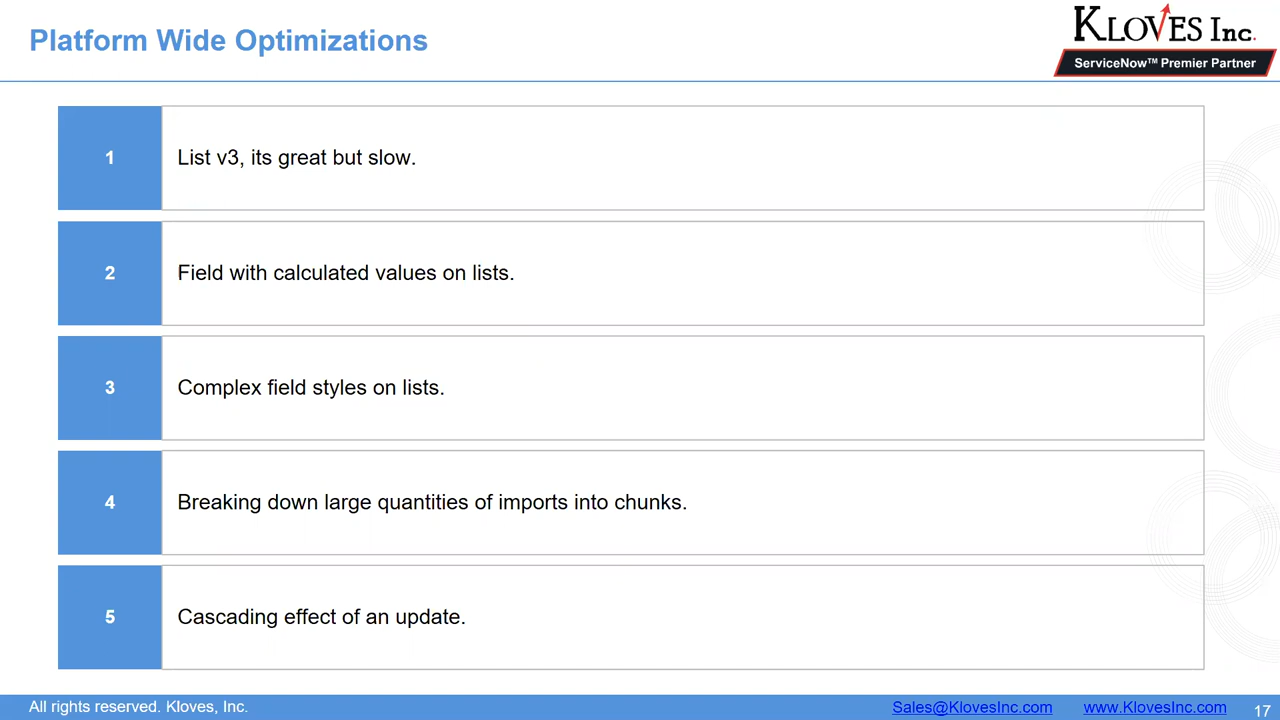 Platform Wide Optimizations
KLOVES INC.
ServiceNow™ Premier Partner
1
List v3, its great but slow.
2
Field with calculated values on lists.
3
Complex field styles on lists.
4
Breaking down large quantities of imports into chunks.
5
Cascading effect of an update.
All rights reserved. Kloves, Inc.
Sales@KlovesInc.com
www.KlovesInc.com
17